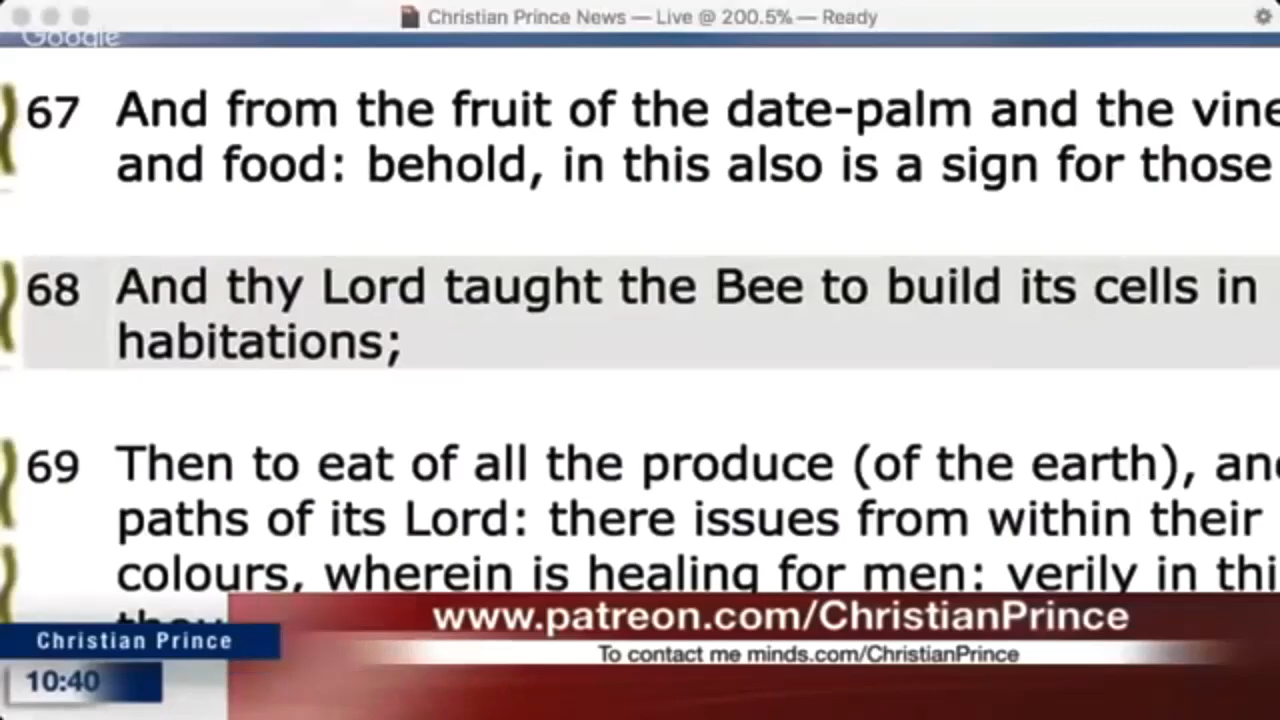 Christian Prince News — Live @ 200.5% — Ready
Google
67 And from the fruit of the date-palm and the vine
and food: behold, in this also is a sign for those
68 And thy Lord taught the Bee to build its cells in
habitations;
69 Then to eat of all the produce (of the earth), an
paths of its Lord: there issues from within their
colours, wherein is healing for men: verily in thi
www.patreon.com/ChristianPrince
Christian Prince
To contact me minds.com/ChristianPrince
10:40